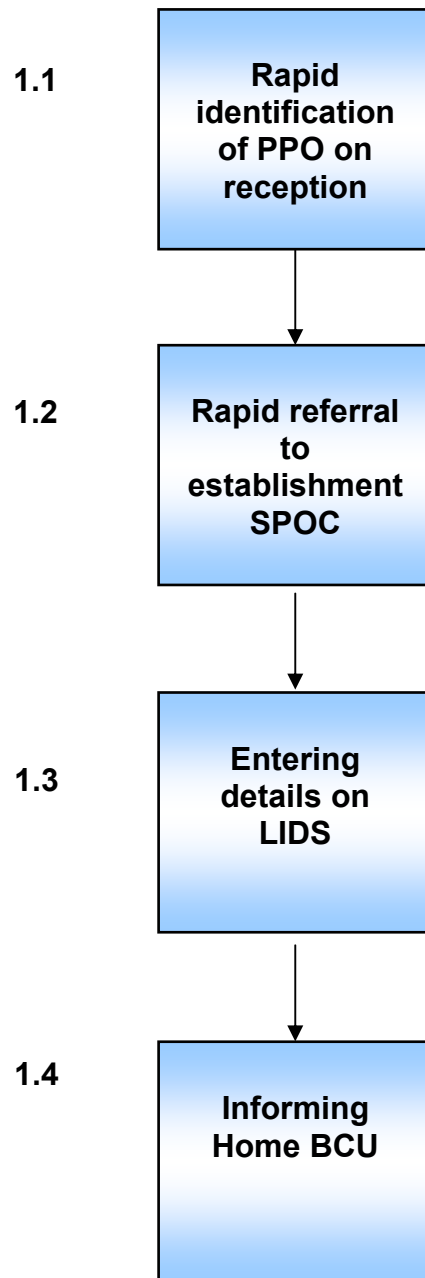 1.1
Rapid
identification
of PPO on
reception
1.2
Rapid referral
to
establishment
SPOC
1.3
Entering
details on
LIDS
1.4
Informing
Home BCU